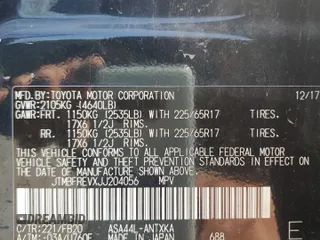 MFD.BY: TOYOTA MOTOR CORPORATION 12/17
GVWR: 2105KG (4640LB)
GAWR: FRT. 1150KG (2535LB) WITH 225/65R17 TIRES.
17X6 1/2J RIMS.
RR. 1150KG (2535LB) WITH 225/65R17 TIRES.
17X6 1/2J RIMS.
THIS VEHICLE CONFORMS TO ALL APPLICABLE FEDERAL MOTOR
VEHICLE SAFETY
THEFT PREVENTION STANDARDS IN EFFECT ON THE DATE OF
MANUFACTURE SHOWN ABOVE.
JTMBFREVXJJ204056 MPV
C/TR: 221/FB20 ASA44L-ANTXKA
A/TM: -03A/U760F
MADE IN JAPAN 688 E
DREAMBID